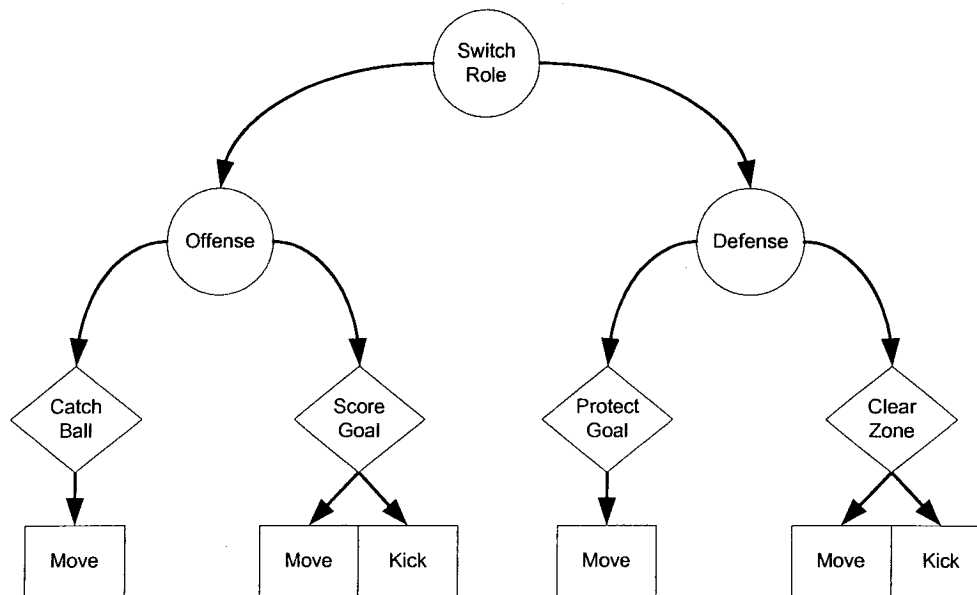 Switch
Role
Offense
Defense
Catch
Ball
Score
Goal
Protect
Goal
Clear
Zone
Move
Move
Kick
Move
Move
Kick